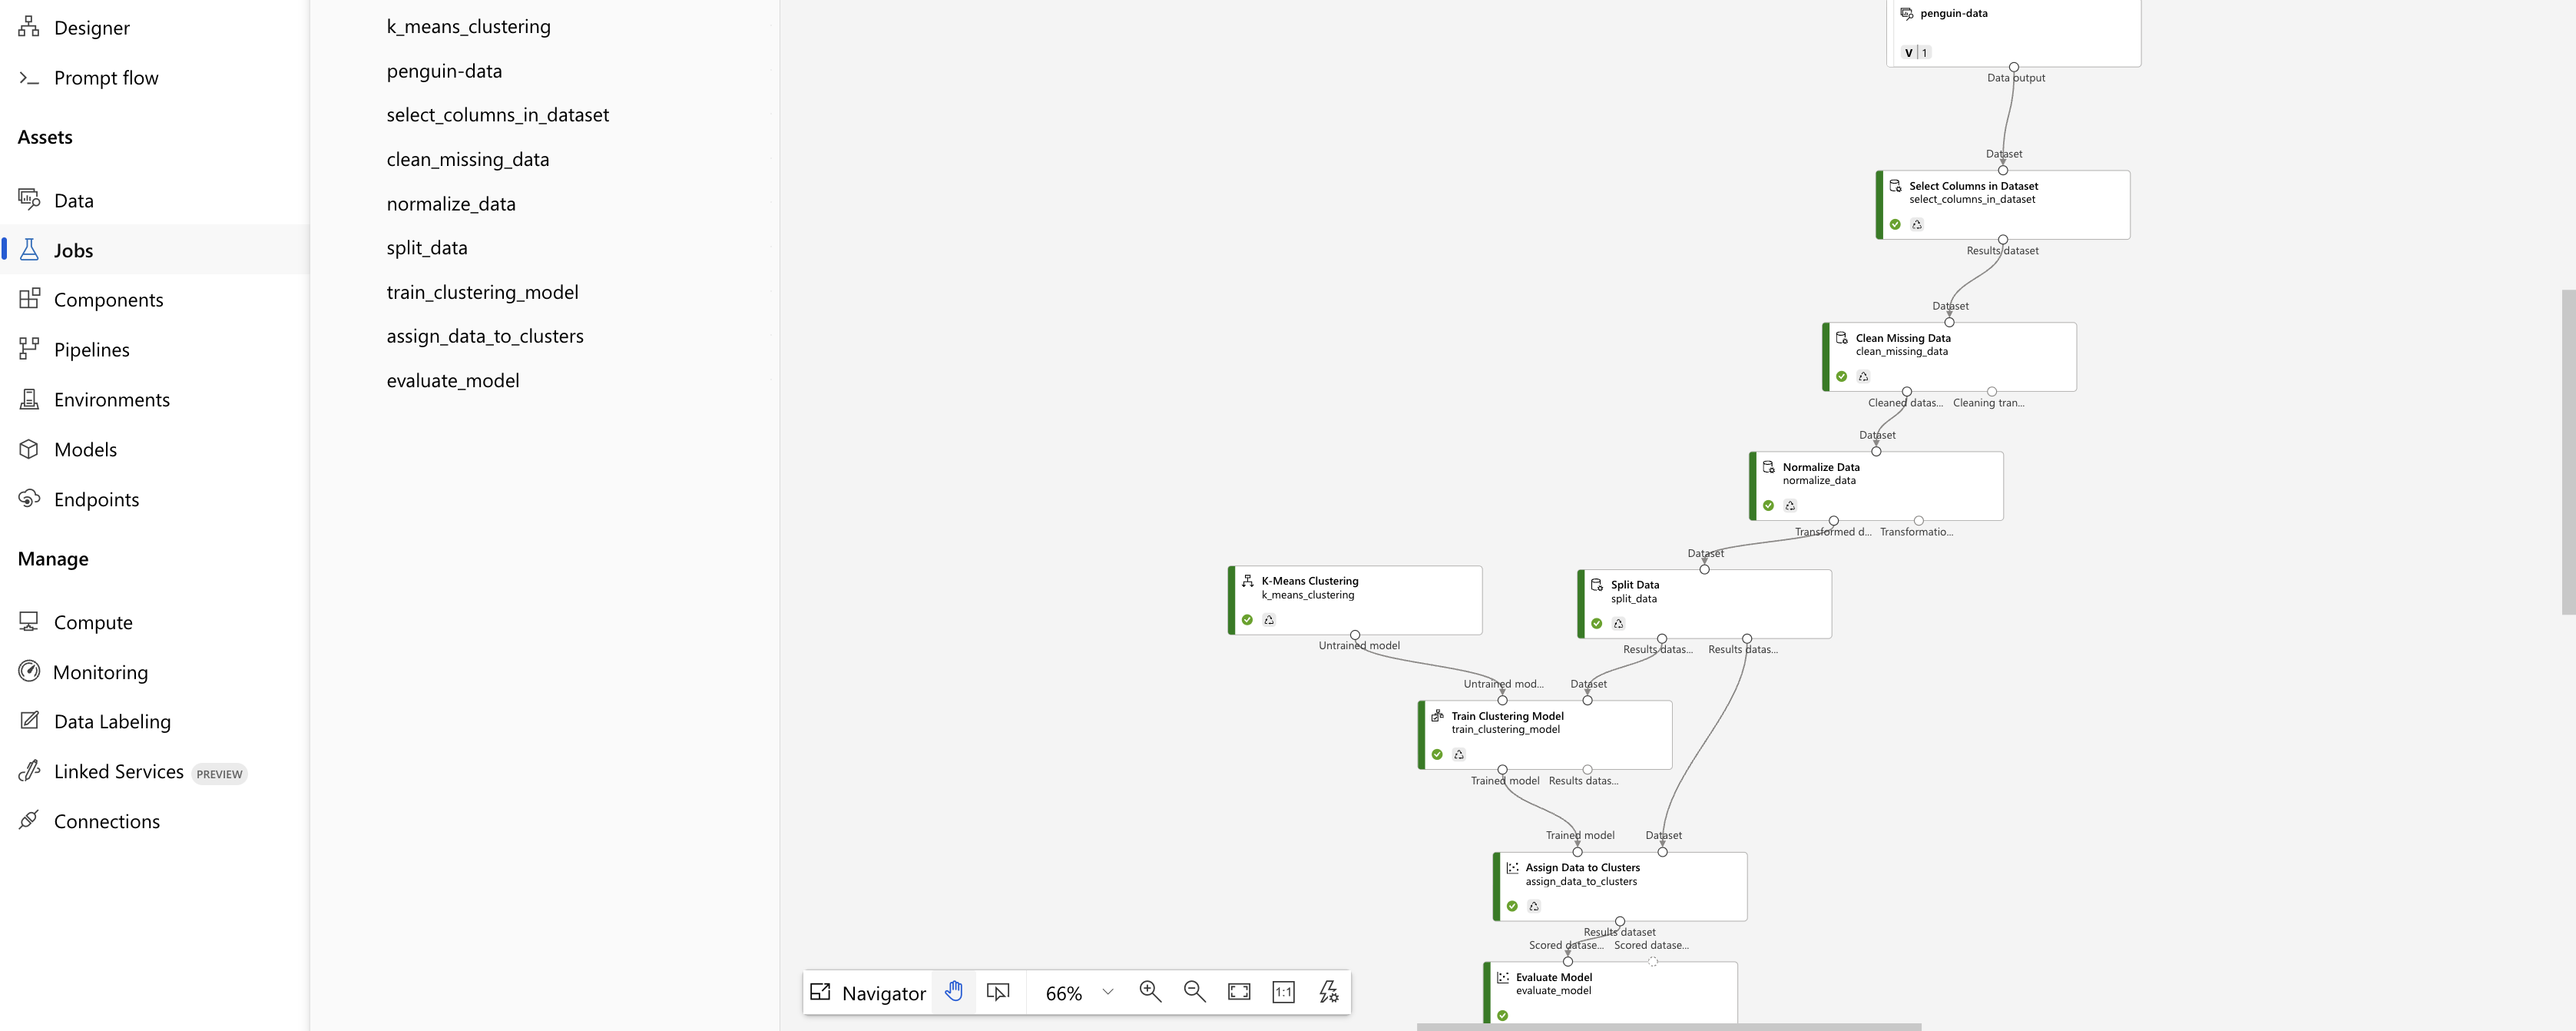 Designer
Prompt flow
Assets
Data
Jobs
Components
Pipelines
Environments
Models
Endpoints
Manage
Compute
Monitoring
Data Labeling
Linked Services PREVIEW
Connections
k_means_clustering
penguin-data
select_columns_in_dataset
clean_missing_data
normalize_data
split_data
train_clustering_model
assign_data_to_clusters
evaluate_model
penguin-data
V 1
Data output
Dataset
Select Columns in Dataset
select_columns_in_dataset
Results dataset
Dataset
Clean Missing Data
clean_missing_data
Cleaned datas... Cleaning tran...
Dataset
Normalize Data
normalize_data
Transformed d... Transformatio...
Dataset
K-Means Clustering
k_means_clustering
Untrained model
Split Data
split_data
Results datas... Results datas...
Untrained mod... Dataset
Train Clustering Model
train_clustering_model
Trained model Results datas...
Trained model Dataset
Assign Data to Clusters
assign_data_to_clusters
Results dataset
Scored datase... Scored datase...
Evaluate Model
evaluate_model
Navigator 66% 1:1